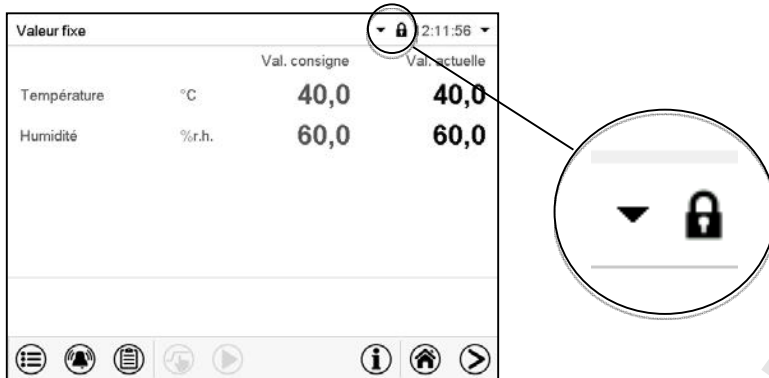 Valeur fixe 12:11:56
Val. consigne Val. actuelle
Température °C 40,0 40,0
Humidité %r.h. 60,0 60,0